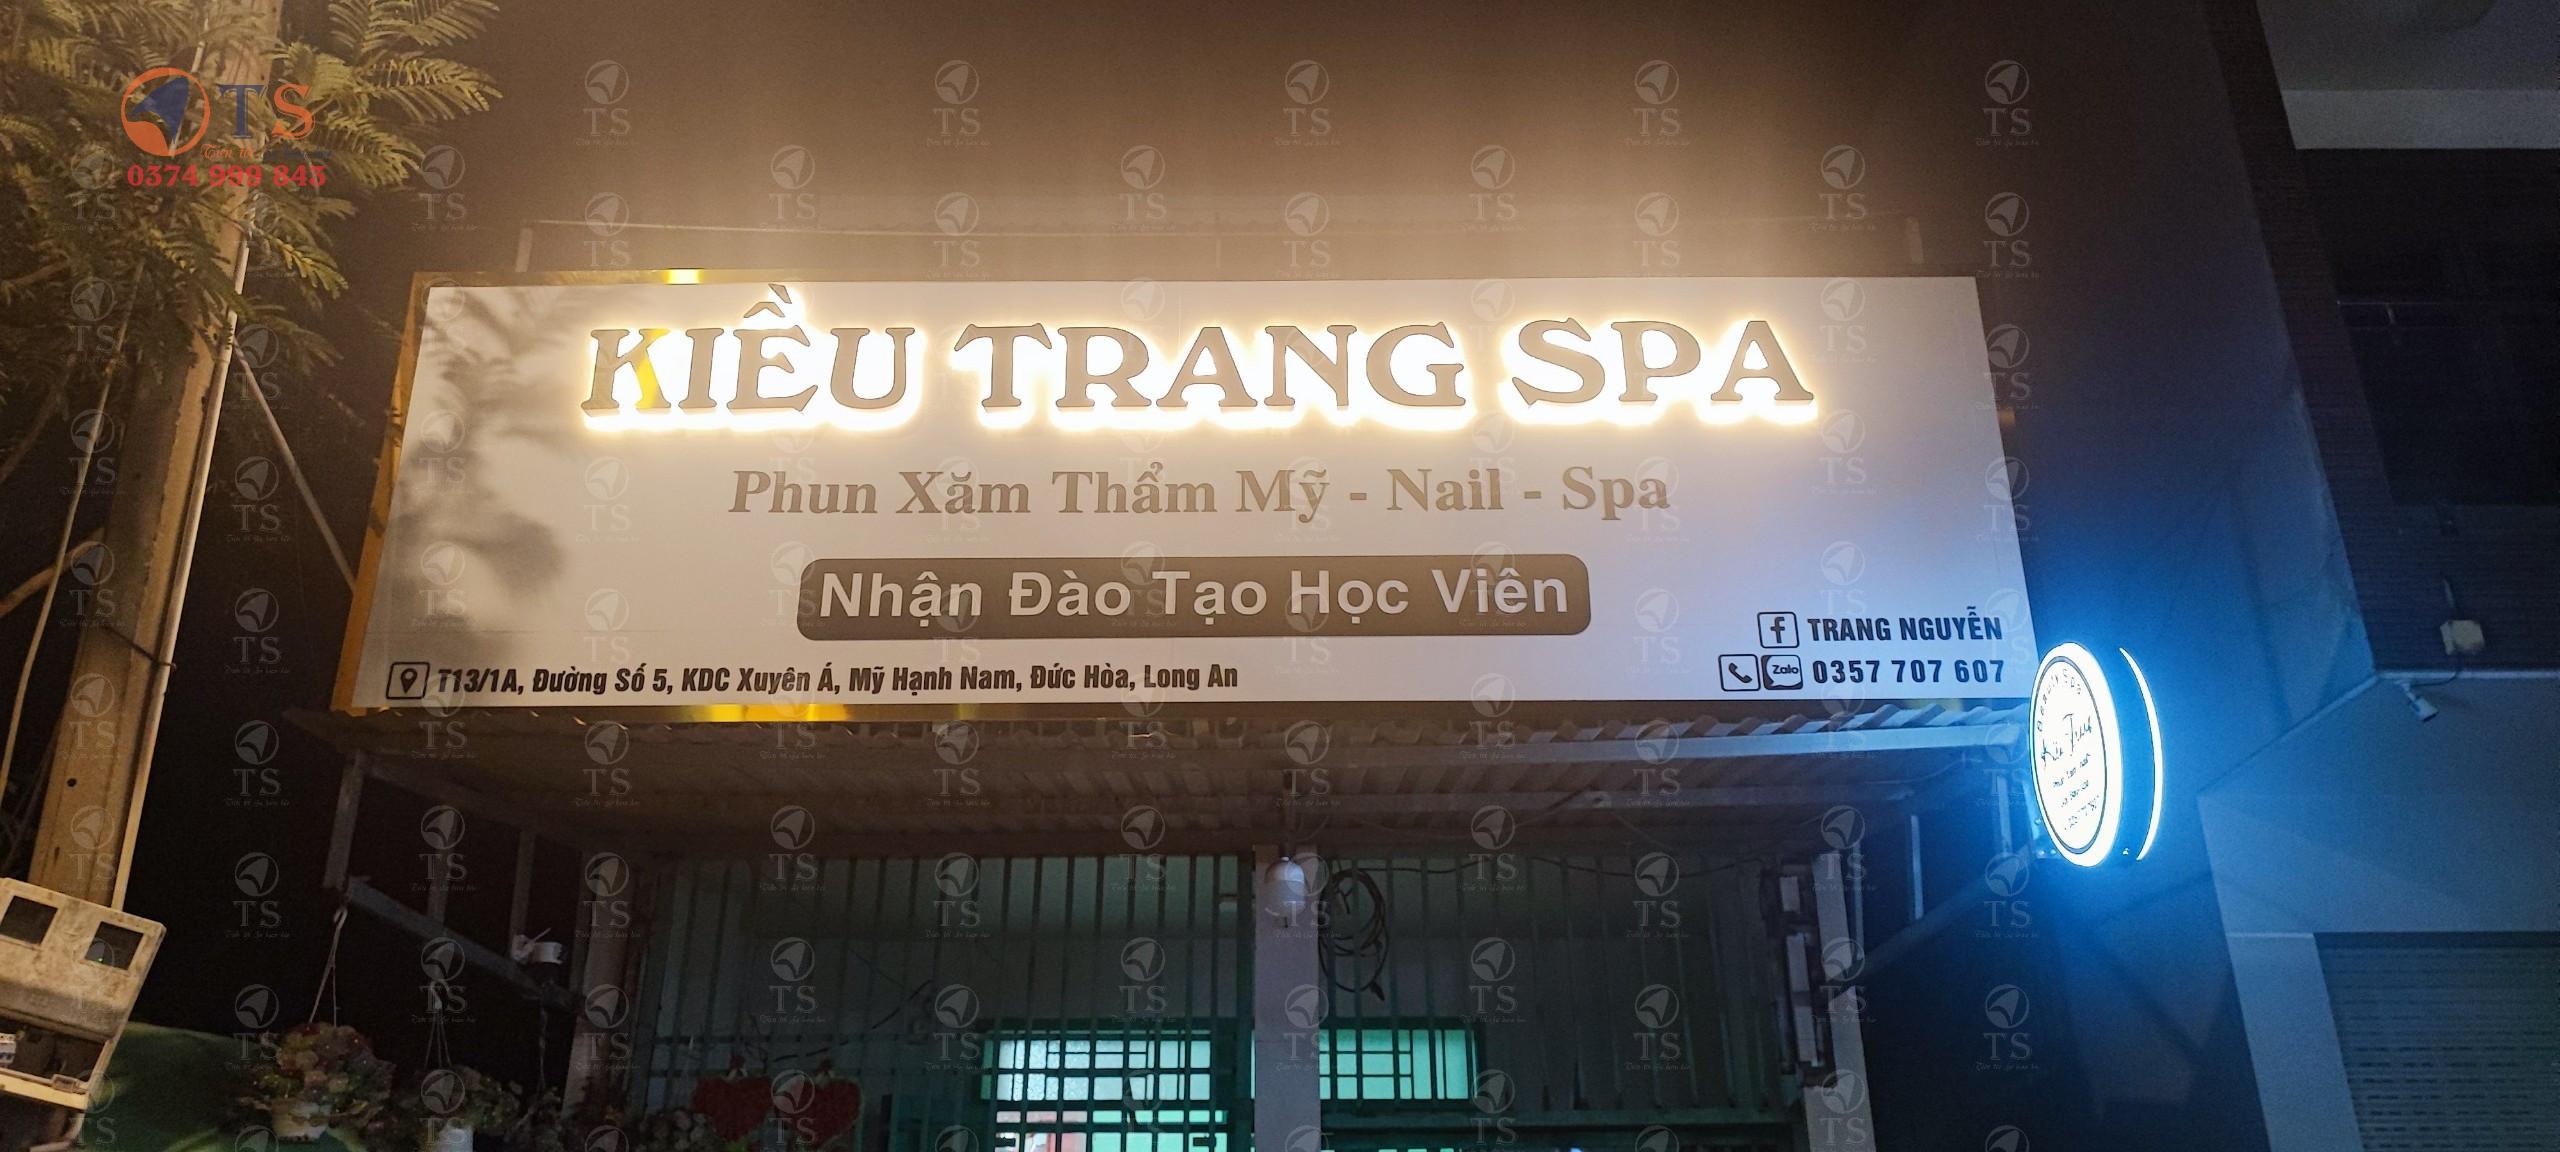 TS
0374 999 843
KIỀU TRANG SPA
Phun Xăm Thẩm Mỹ - Nail - Spa
Nhận Đào Tạo Học Viên
TRANG NGUYỄN
Zalo 0357 707 607
T13/1A, Đường Số 5, KDC Xuyên Á, Mỹ Hạnh Nam, Đức Hòa, Long An